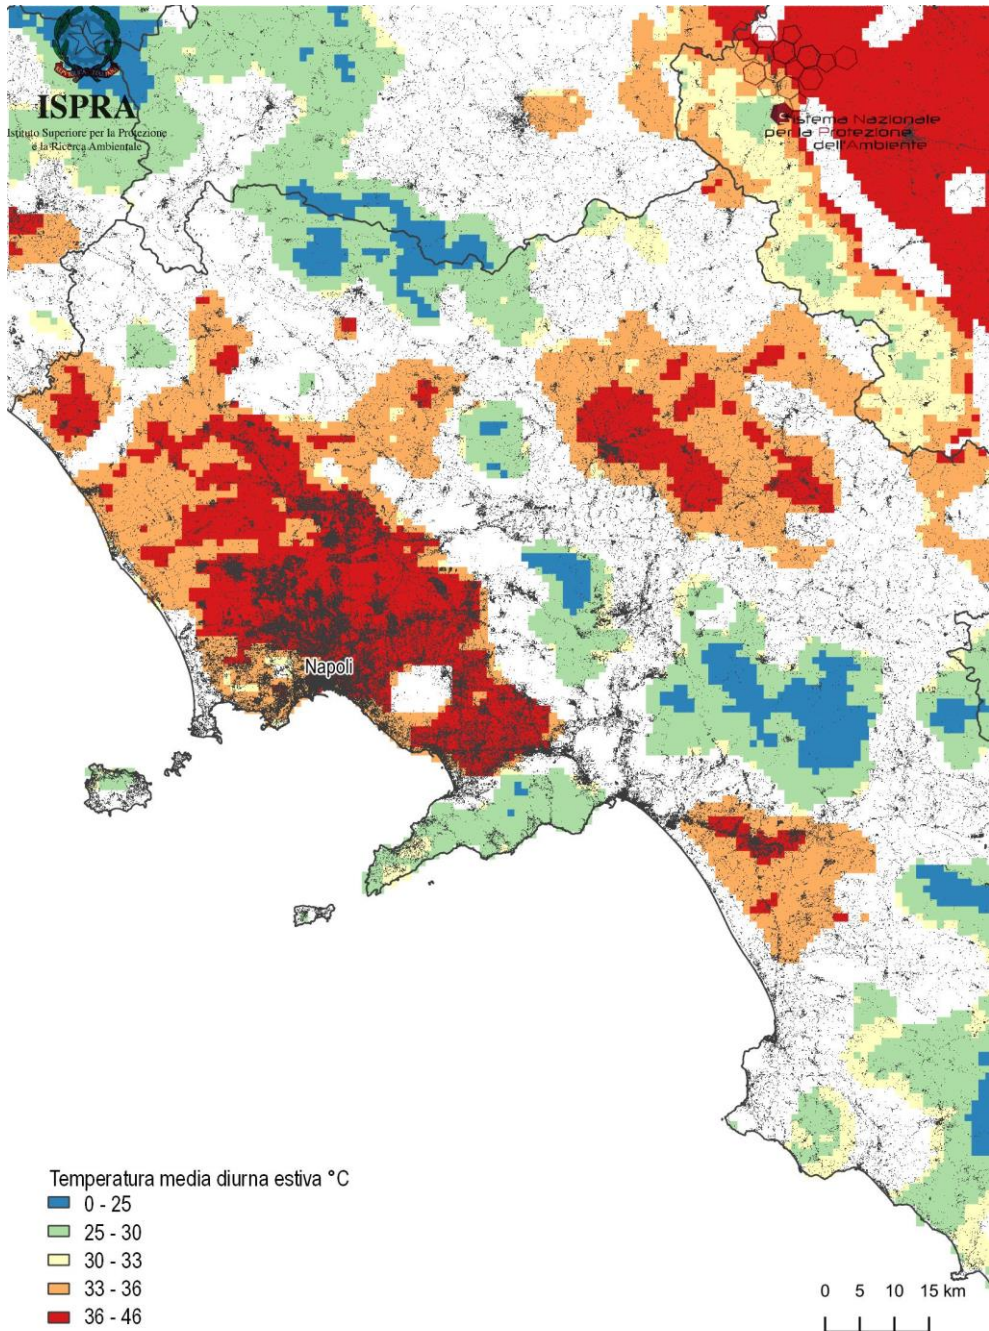 ISPRA
Istituto Superiore per la Protezione
e la Ricerca Ambientale
Sistema Nazionale
per la Protezione
dell'Ambiente
Napoli
Temperatura media diurna estiva °C
0 - 25
25 - 30
30 - 33
33 - 36
36 - 46
0 5 10 15 km